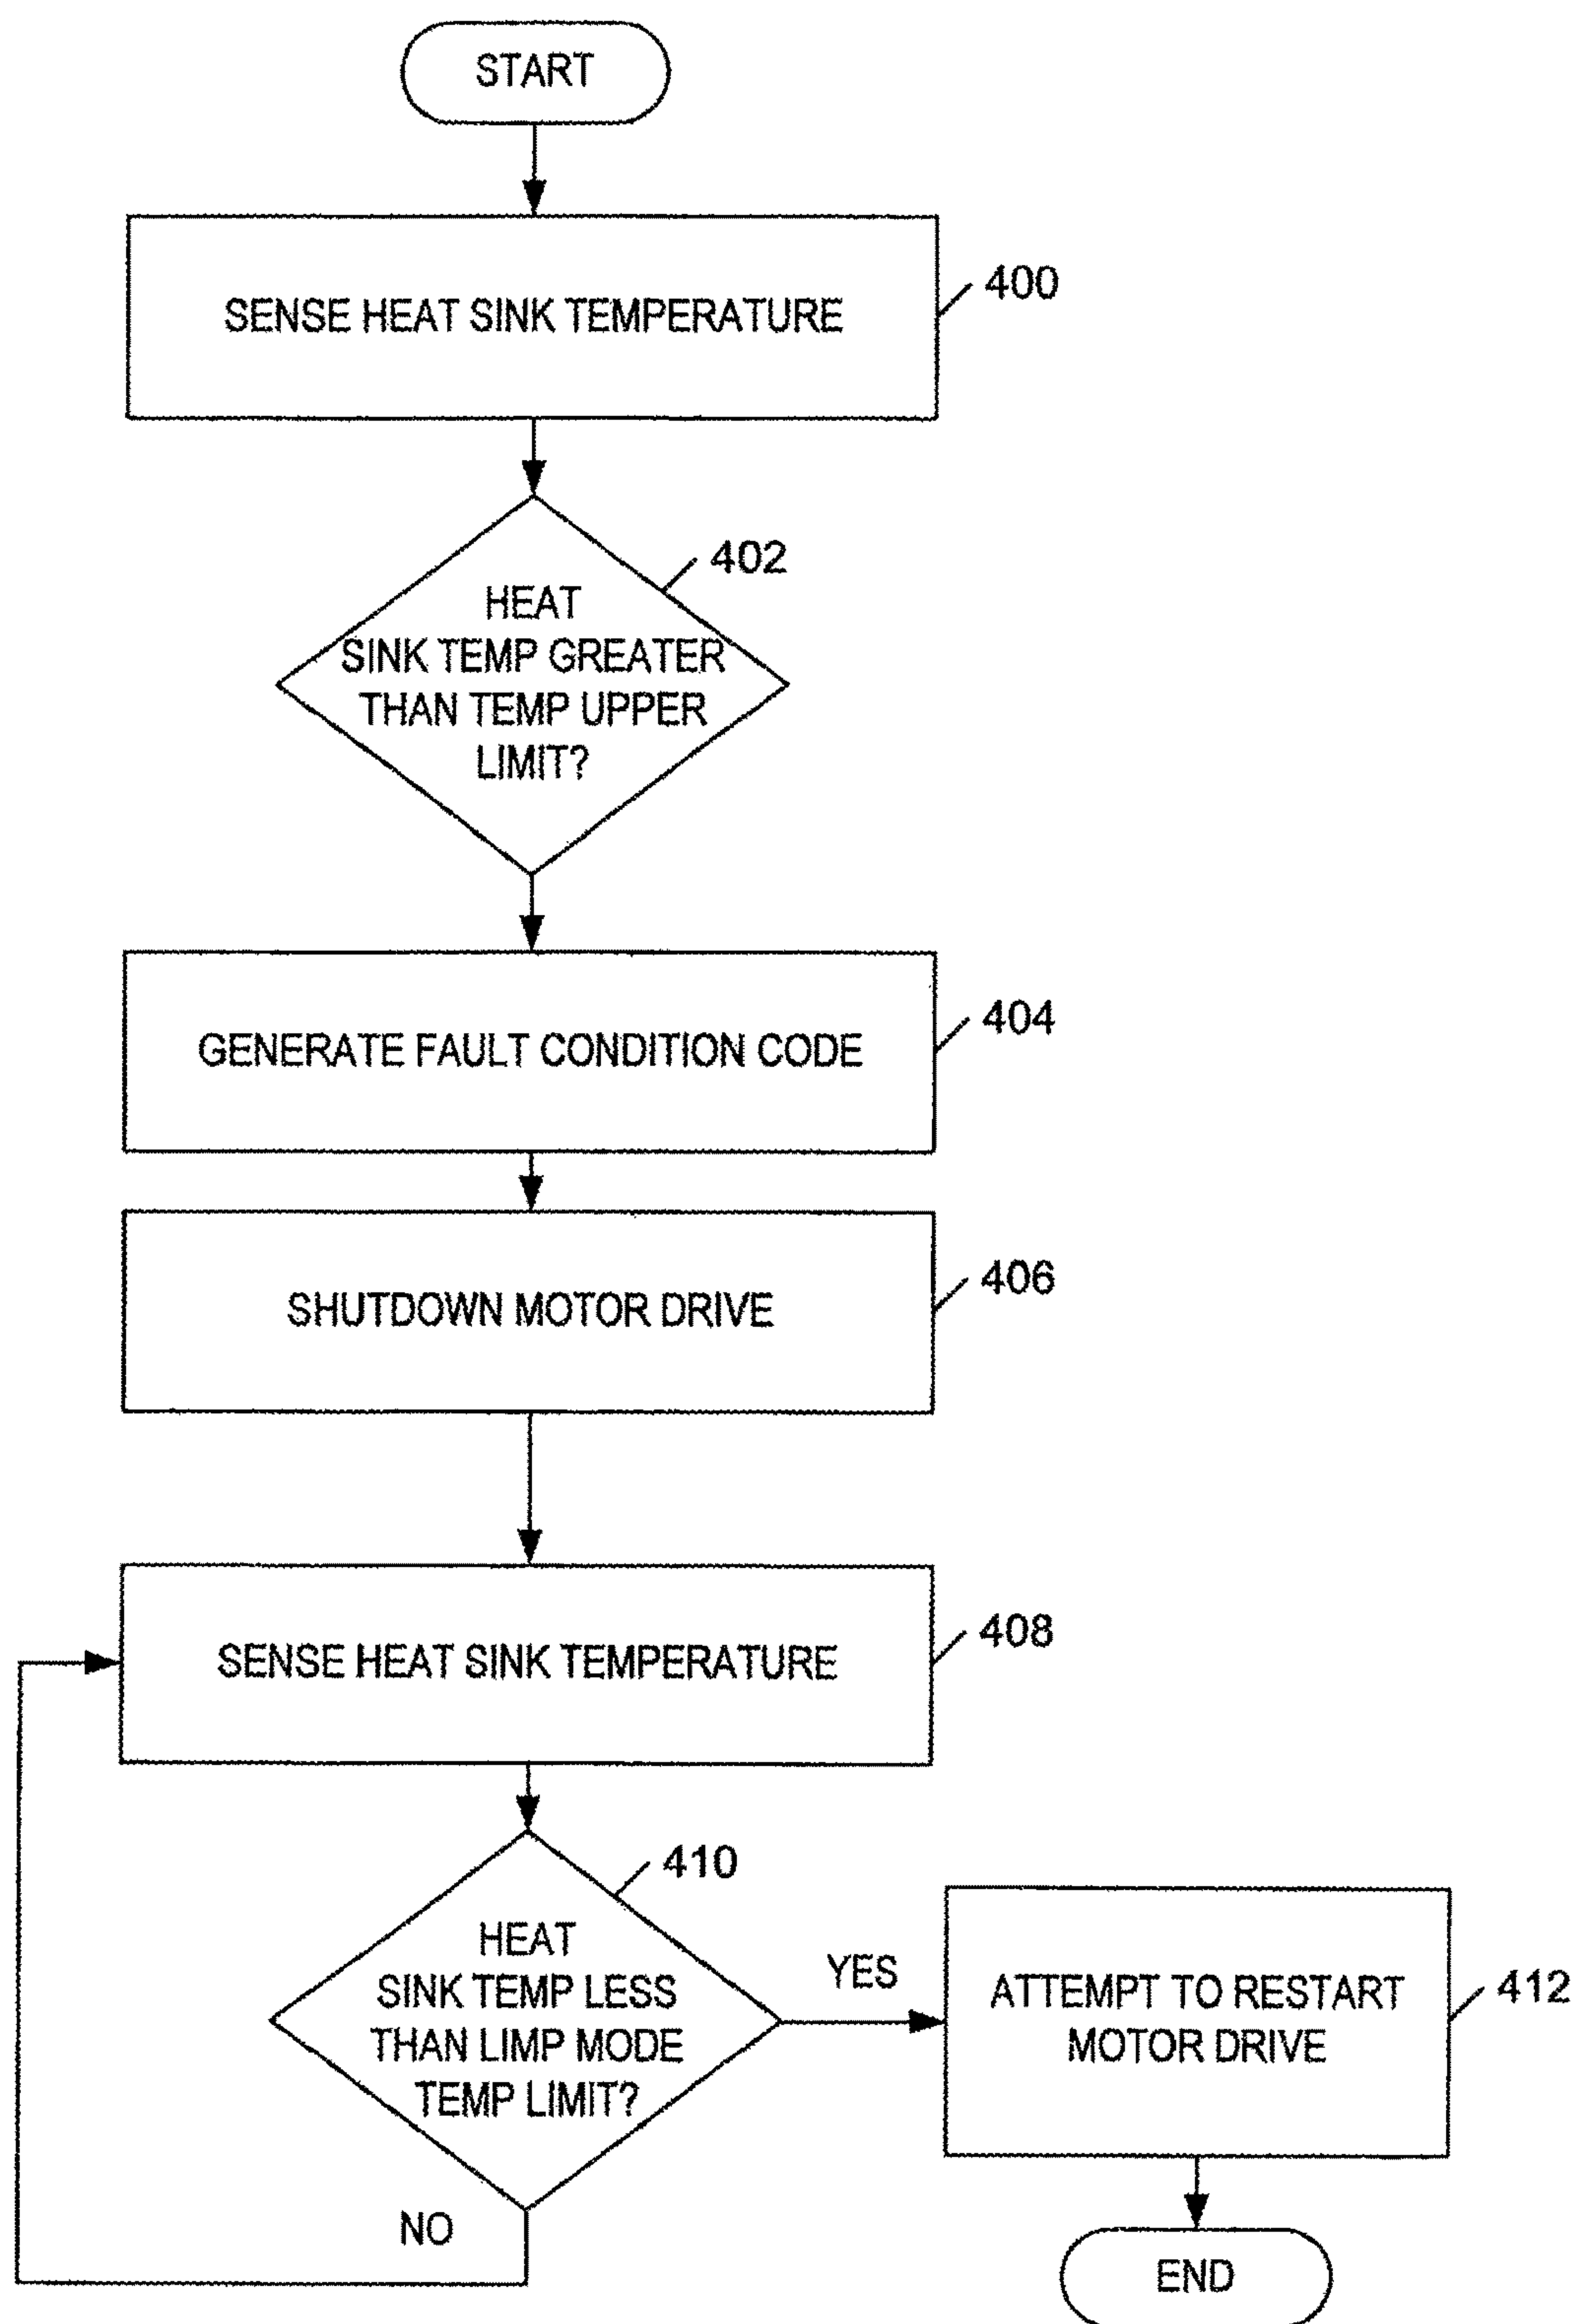 START
SENSE HEAT SINK TEMPERATURE
400
402
HEAT
SINK TEMP GREATER
THAN TEMP UPPER
LIMIT?
GENERATE FAULT CONDITION CODE
404
SHUTDOWN MOTOR DRIVE
406
SENSE HEAT SINK TEMPERATURE
408
410
HEAT
SINK TEMP LESS
THAN LIMP MODE
TEMP LIMIT?
YES
ATTEMPT TO RESTART
MOTOR DRIVE
412
NO
END